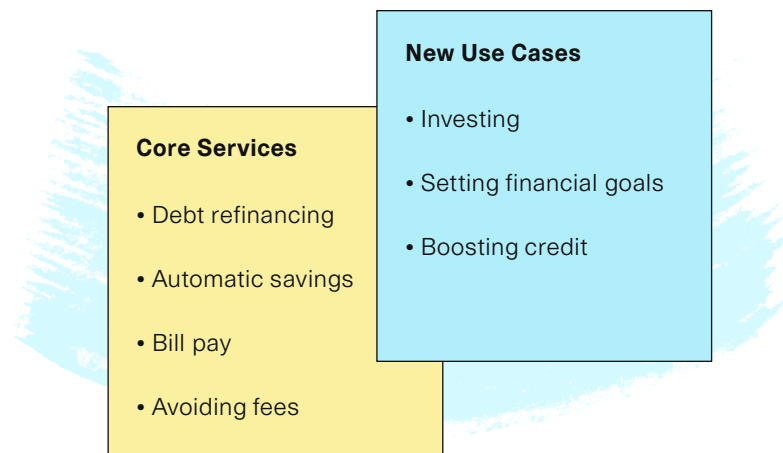 New Use Cases
• Investing
• Setting financial goals
• Boosting credit
Core Services
• Debt refinancing
• Automatic savings
• Bill pay
• Avoiding fees